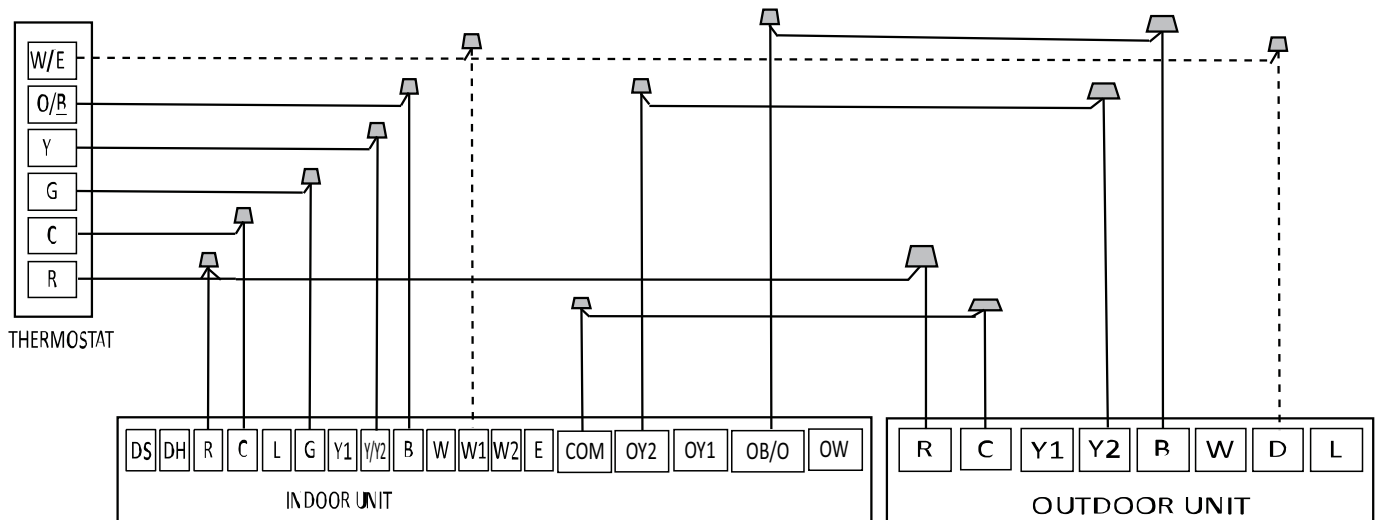 W/E
O/B
Y
G
C
R
THERMOSTAT
DS DH R C L G Y1 Y/Y2 B W W1 W2 E COM OY2 OY1 OB/O OW
INDOOR UNIT
R C Y1 Y2 B W D L
OUTDOOR UNIT